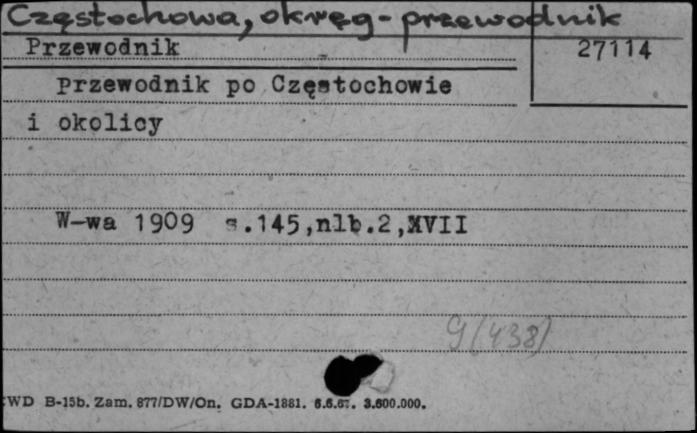 Częstochowa, okręg - przewodnik
Przewodnik
27114
Przewodnik po Częstochowie
i okolicy
W-wa 1909 s.145,nlb.2,XVII
9(438)
CWD B-15b. Zam. 877/DW/On. GDA-1881. 6.6.67. 3.600.000.